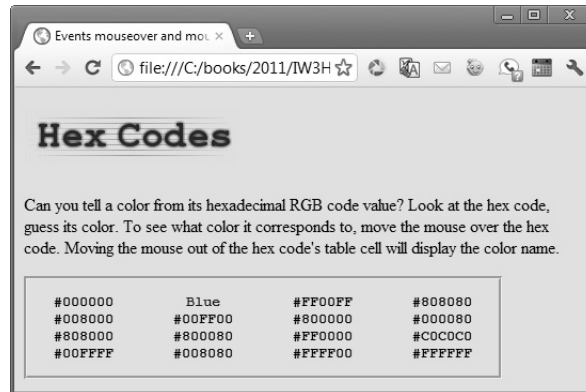 Events mouseover and mou
file:///C:/books/2011/IW3H
Hex Codes
Can you tell a color from its hexadecimal RGB code value? Look at the hex code,
guess its color. To see what color it corresponds to, move the mouse over the hex
code. Moving the mouse out of the hex code's table cell will display the color name.
#000000 Blue #FF00FF #808080
#008000 #00FF00 #800000 #000080
#808000 #800080 #FF0000 #C0C0C0
#00FFFF #008080 #FFFF00 #FFFFFF